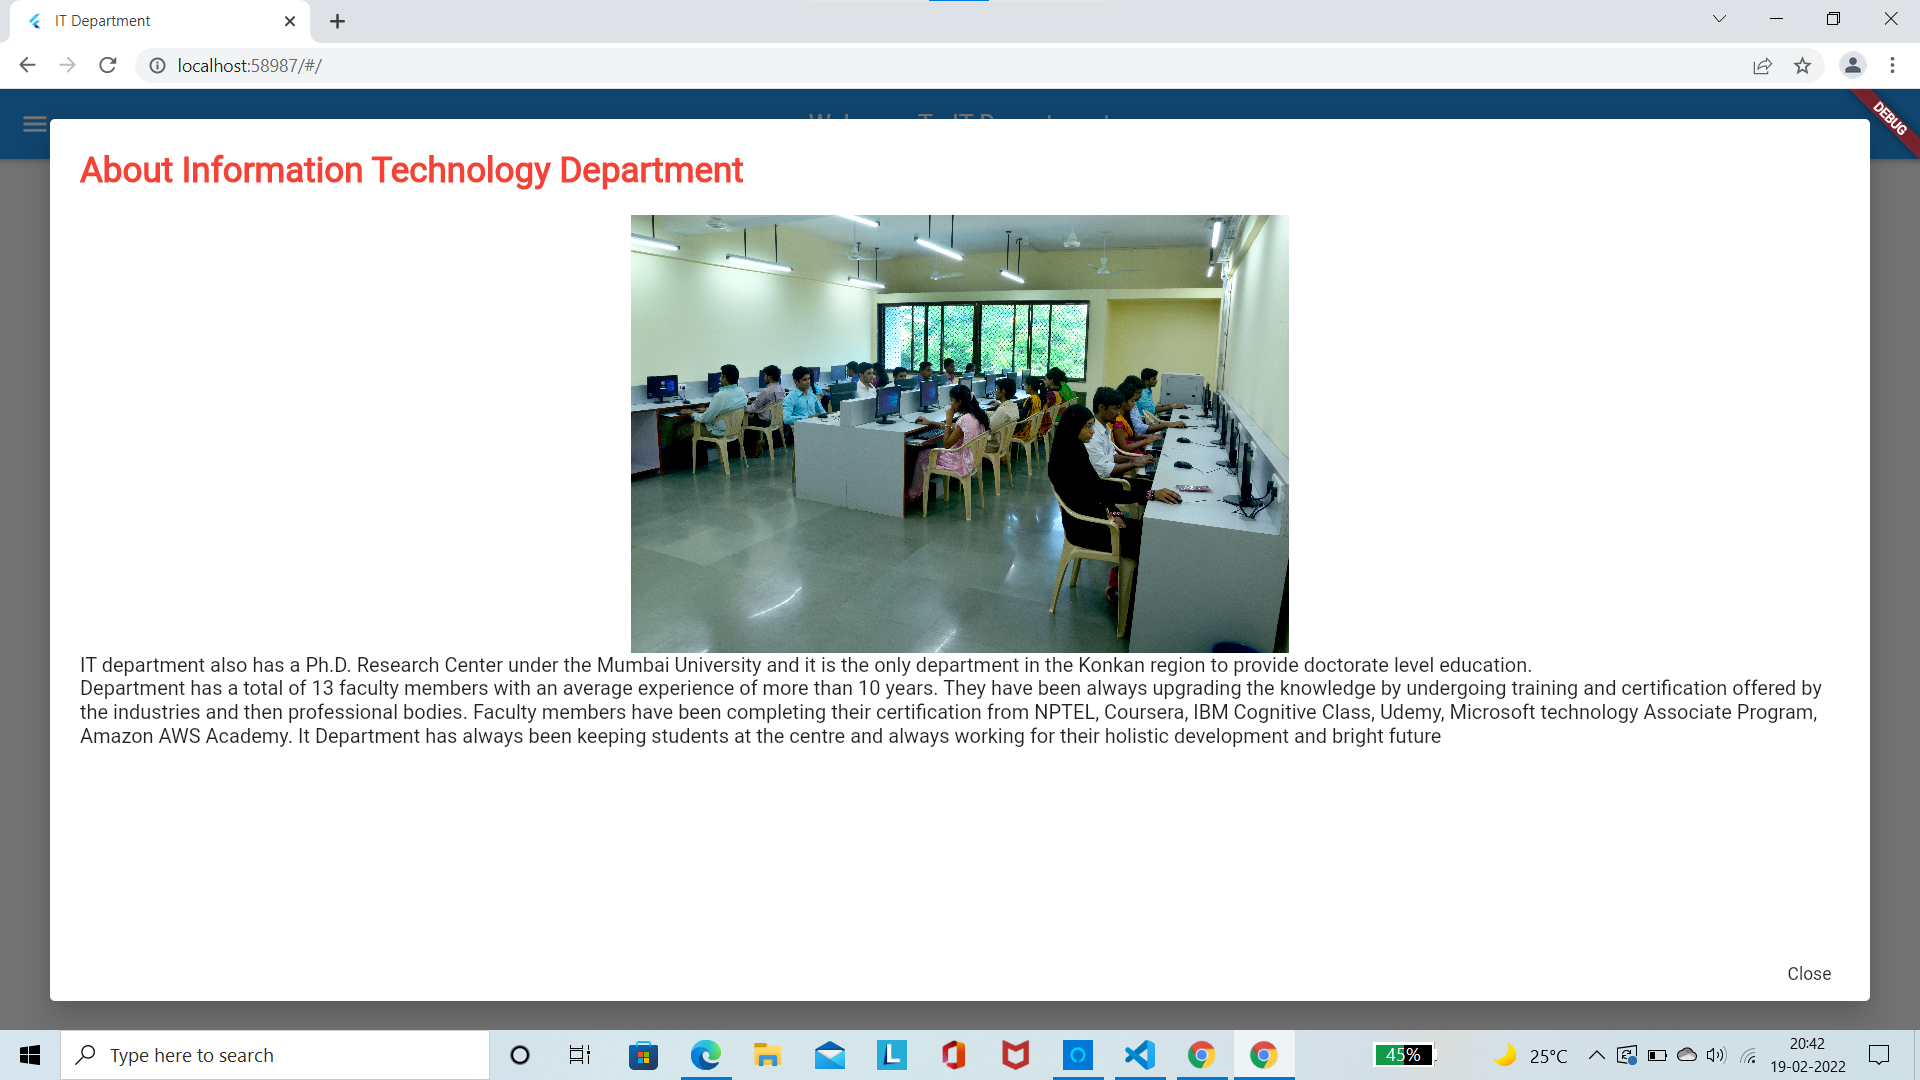 IT Department
localhost:58987/#/
DEBUG
About Information Technology Department
IT department also has a Ph.D. Research Center under the Mumbai University and it is the only department in the Konkan region to provide doctorate level education.
Department has a total of 13 faculty members with an average experience of more than 10 years. They have been always upgrading the knowledge by undergoing training and certification offered by
the industries and then professional bodies. Faculty members have been completing their certification from NPTEL, Coursera, IBM Cognitive Class, Udemy, Microsoft technology Associate Program,
Amazon AWS Academy. It Department has always been keeping students at the centre and always working for their holistic development and bright future
Close
Type here to search
L
45%
25°C
20:42
19-02-2022